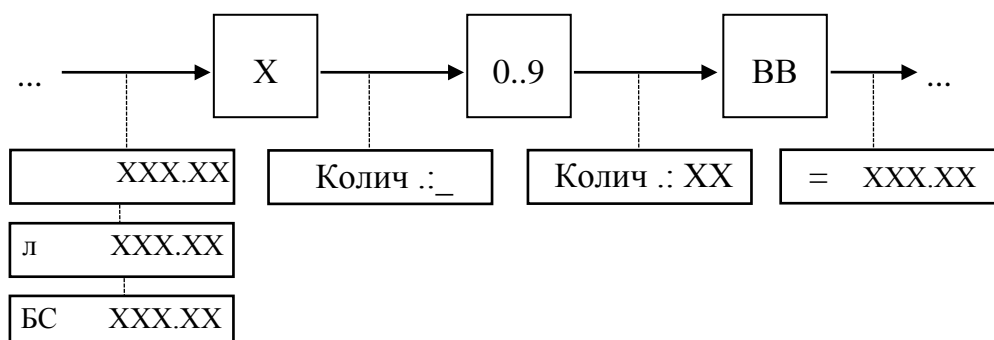 ... X 0..9 ВВ ...
XXX.XX Колич .:_ Колич .: XX = XXX.XX
л XXX.XX
БС XXX.XX